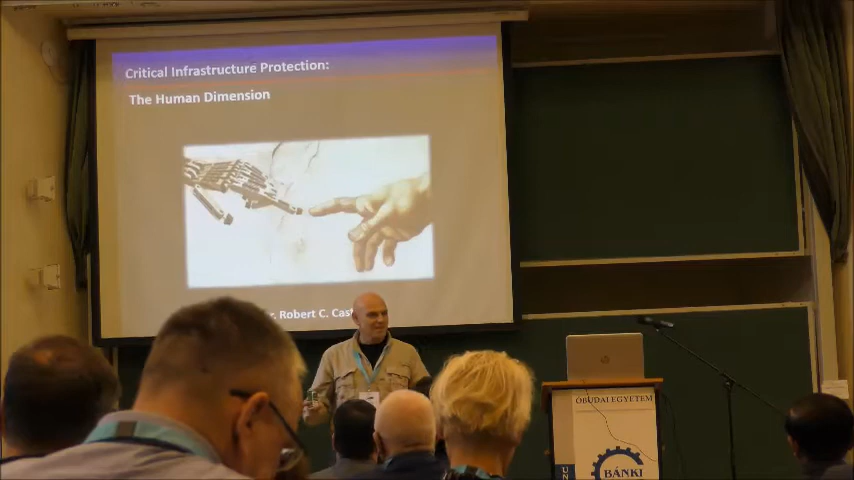 Critical Infrastructure Protection:
The Human Dimension
Robert C.
ÓBUDAI EGYETEM
BÁNKI